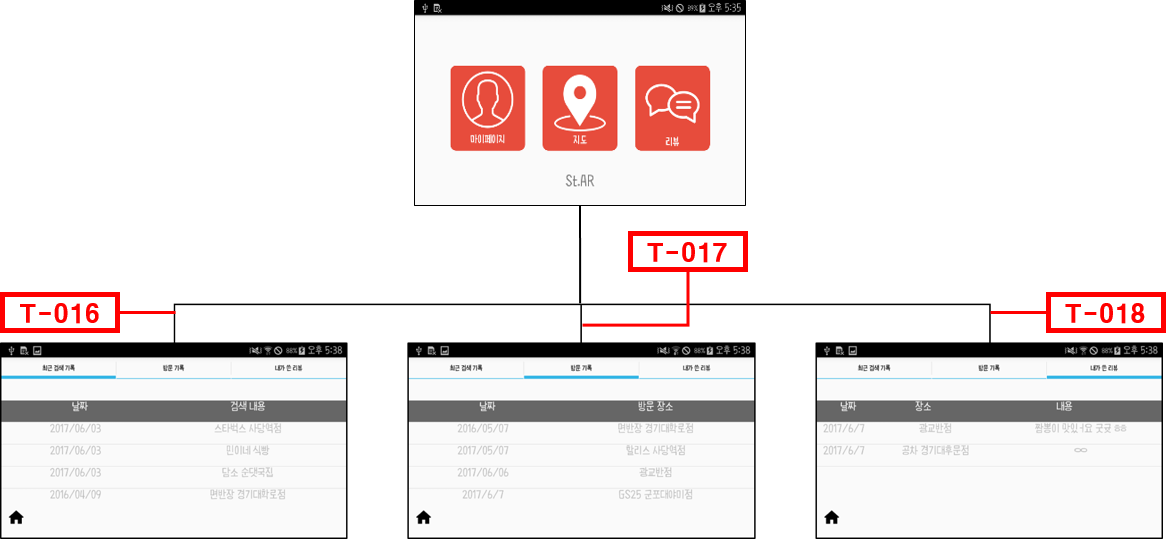 89% 오후 5:35
마이페이지 지도 리뷰
St.AR
T-017
T-016
T-018
88% 오후 5:38
최근 검색 기록 방문 기록 내가 쓴 리뷰
날짜 검색 내용
2017/06/03 스타벅스 사당역점
2017/06/03 민이네 식빵
2017/06/03 담소 순댓국집
2016/04/09 면반장 경기대학로점
88% 오후 5:38
최근 검색 기록 방문 기록 내가 쓴 리뷰
날짜 방문 장소
2016/05/07 면반장 경기대학로점
2017/05/07 할리스 사당역점
2017/06/06 광교반점
2017/6/7 GS25 군포대야미점
88% 오후 5:38
최근 검색 기록 방문 기록 내가 쓴 리뷰
날짜 장소 내용
2017/6/7 광교반점 짬뽕이
2017/6/7 공차 경기대후문점